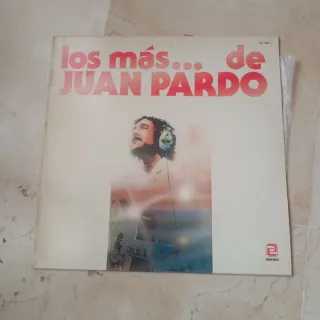 los más... de
JUAN PARDO